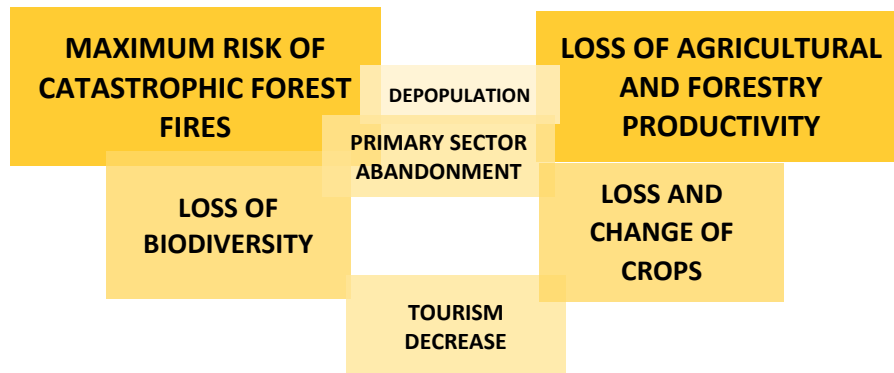 MAXIMUM RISK OF
CATASTROPHIC FOREST
FIRES
LOSS OF AGRICULTURAL
AND FORESTRY
PRODUCTIVITY
DEPOPULATION
PRIMARY SECTOR
ABANDONMENT
LOSS OF
BIODIVERSITY
LOSS AND
CHANGE OF
CROPS
TOURISM
DECREASE